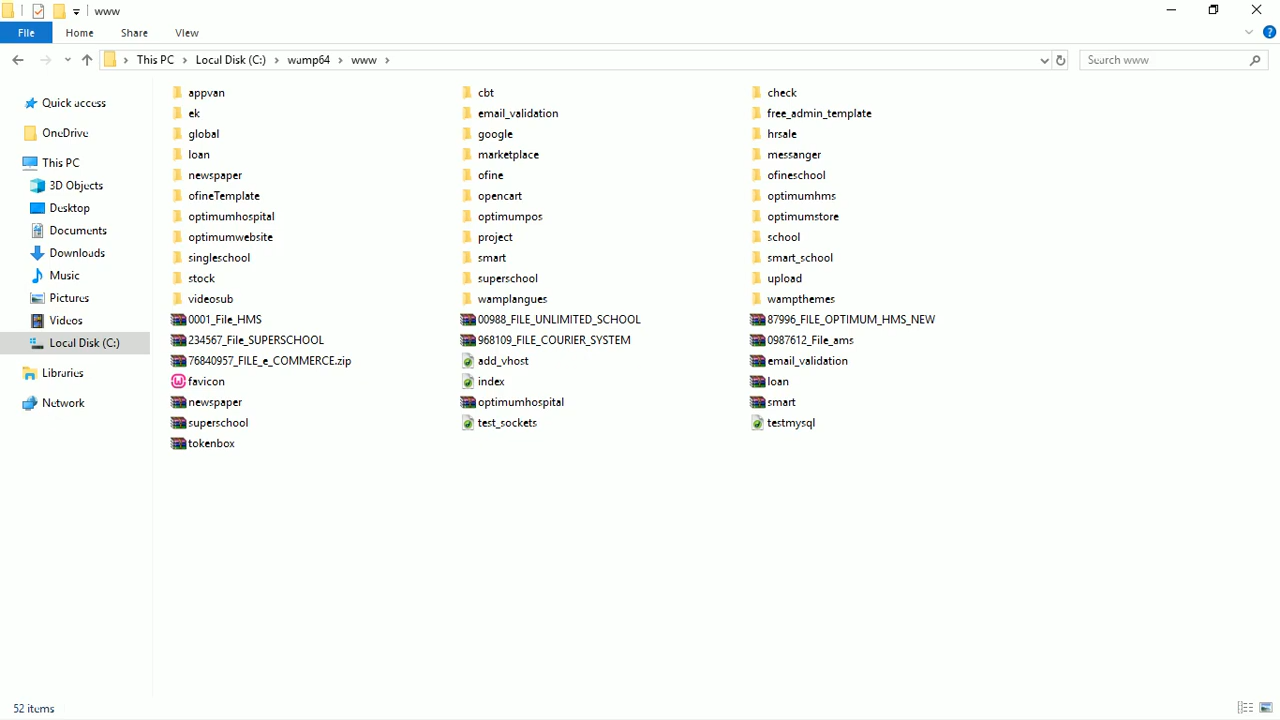 www
File Home Share View
This PC Local Disk (C:) wamp64 www Search www
Quick access
OneDrive
This PC
3D Objects
Desktop
Documents
Downloads
Music
Pictures
Videos
Local Disk (C:)
Libraries
Network
appvan cbt check
ek email_validation free_admin_template
global google hrsale
loan marketplace messanger
newspaper ofine ofineschool
ofineTemplate opencart optimumhms
optimumhospital optimumpos optimumstore
optimumwebsite project school
singleschool smart smart_school
stock superschool upload
videosub wamplangues wampthemes
0001_File_HMS 00988_FILE_UNLIMITED_SCHOOL 87996_FILE_OPTIMUM_HMS_NEW
234567_File_SUPERSCHOOL 968109_FILE_COURIER_SYSTEM 0987612_File_ams
76840957_FILE_e_COMMERCE.zip add_vhost email_validation
favicon index loan
newspaper optimumhospital smart
superschool test_sockets testmysql
tokenbox
52 items